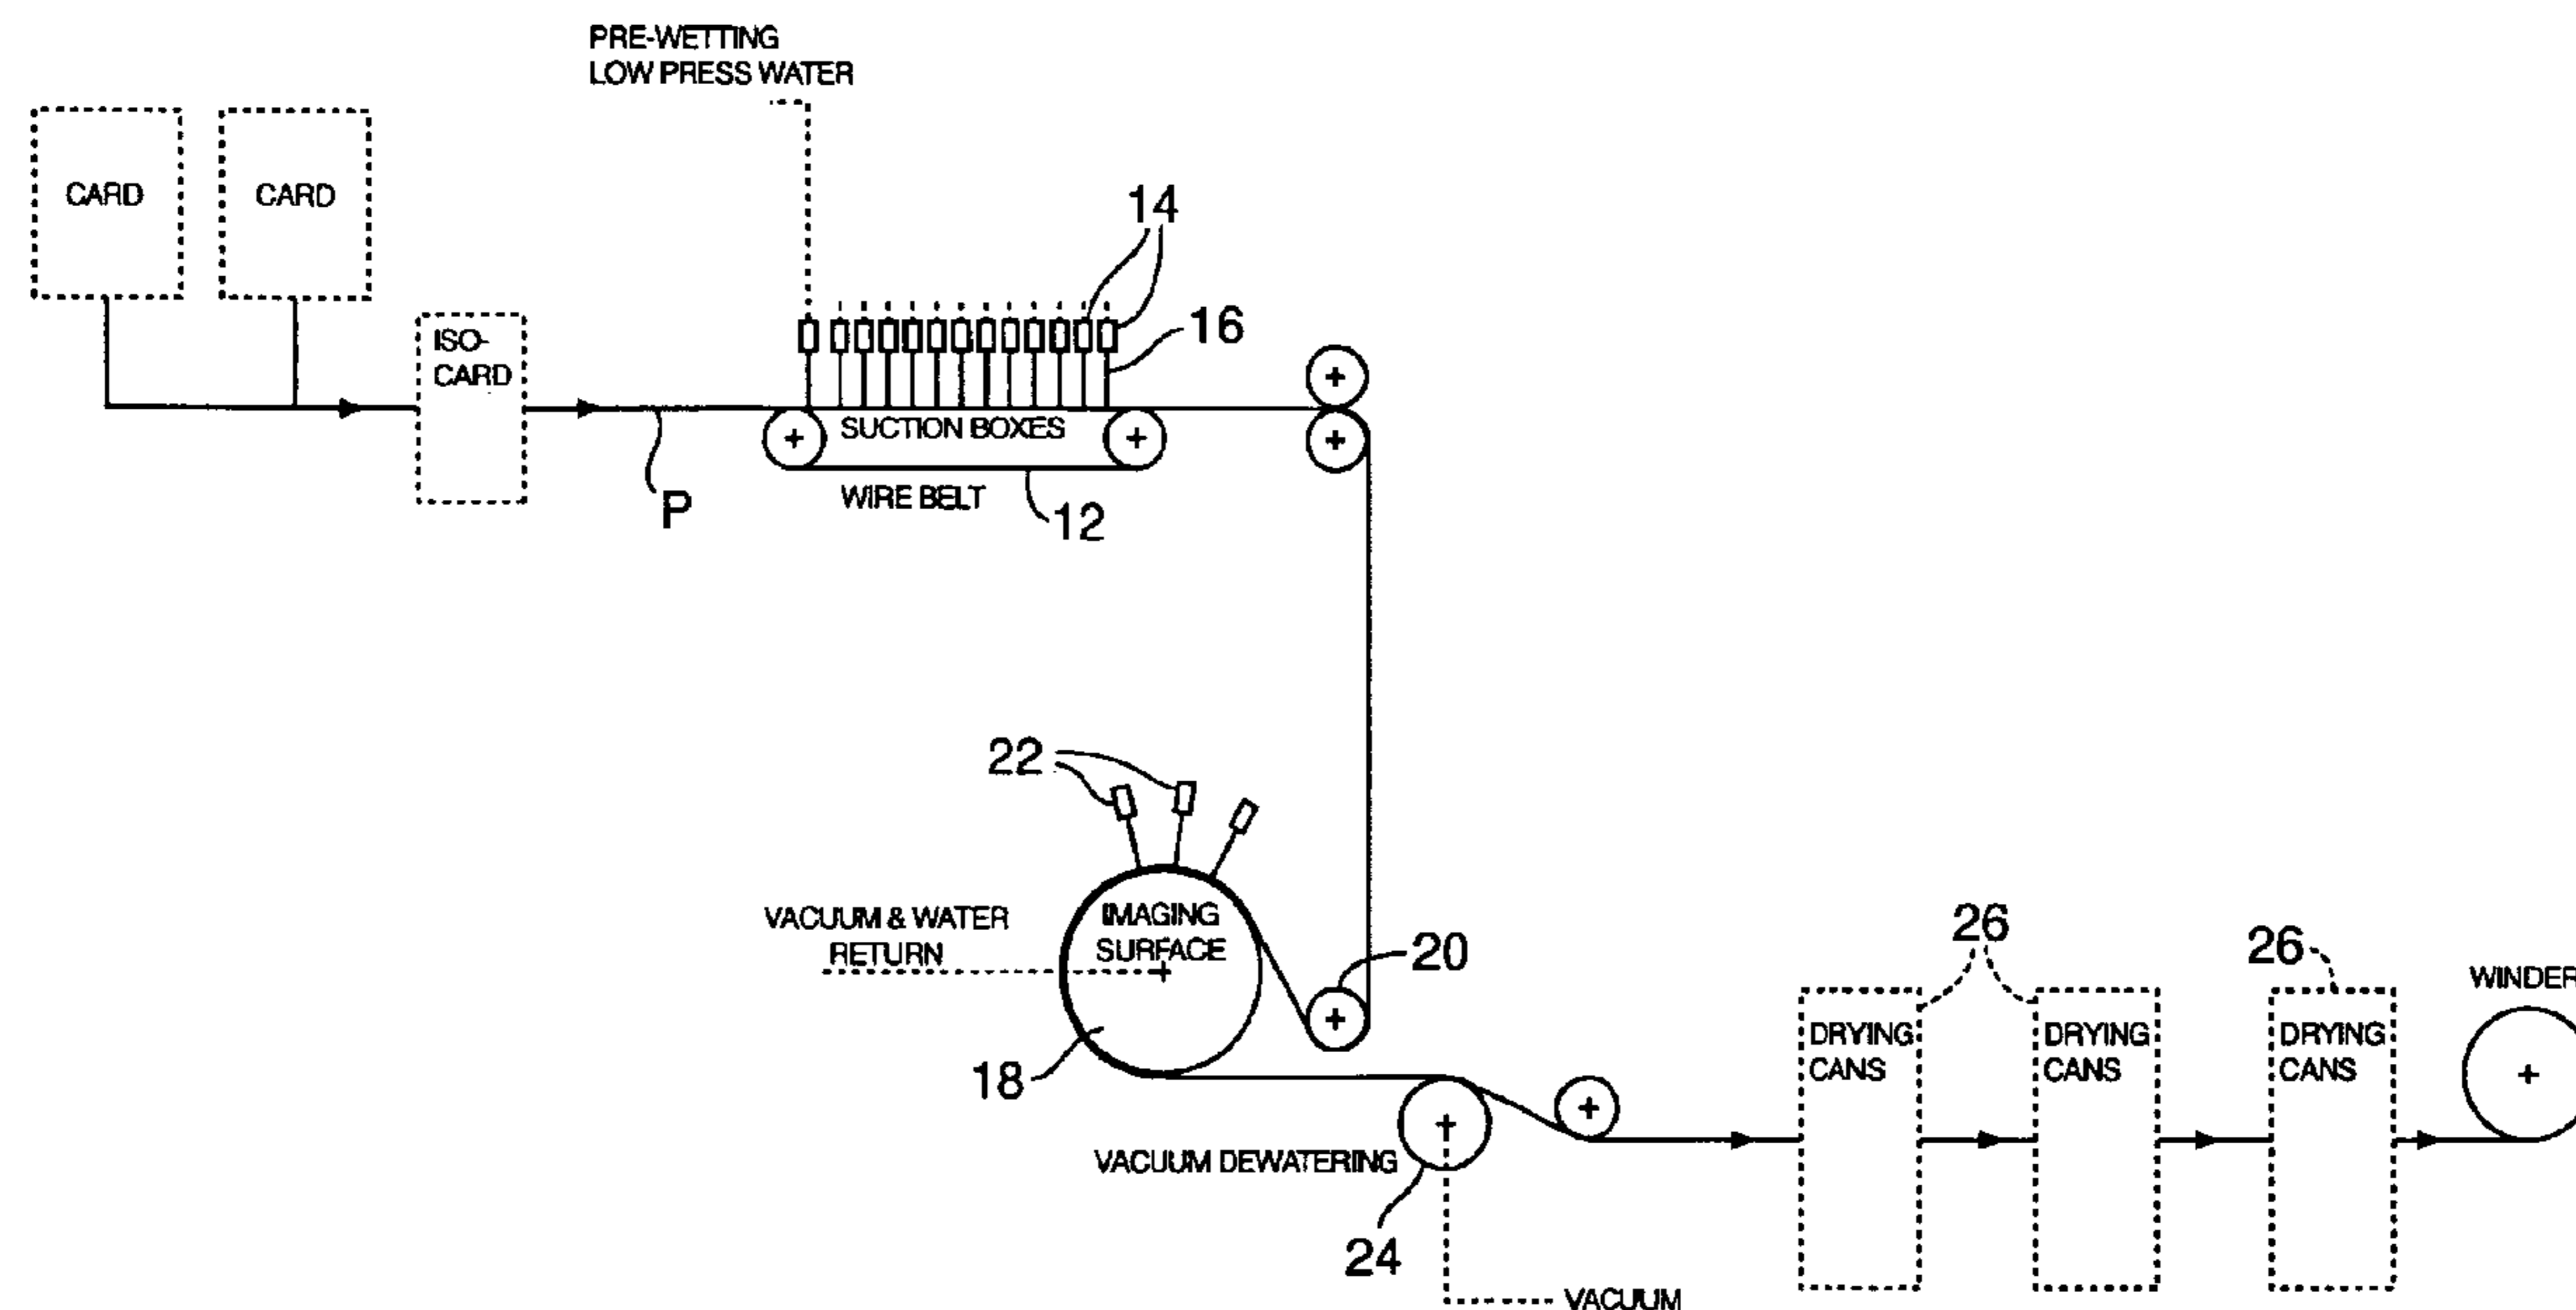 PRE-WETTING
LOW PRESS WATER
CARD
CARD
14
16
ISO-
CARD
SUCTION BOXES
P
WIRE BELT
12
22
VACUUM & WATER
RETURN
IMAGING
SURFACE
20
18
26
26
WINDER
DRYING
CANS
DRYING
CANS
DRYING
CANS
VACUUM DEWATERING
24
VACUUM